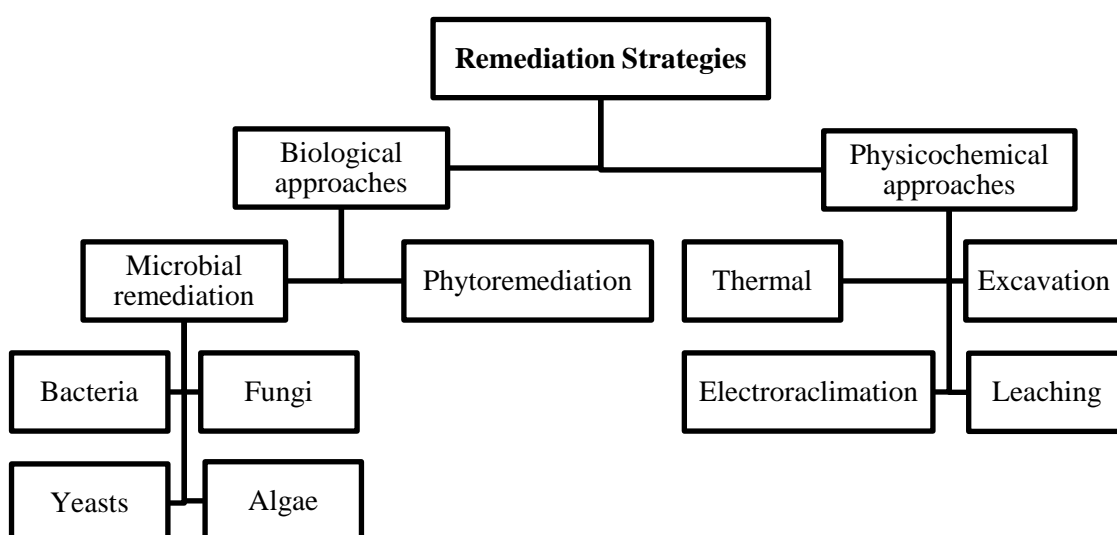 Remediation Strategies
Biological
approaches
Physicochemical
approaches
Microbial
remediation
Phytoremediation
Thermal
Excavation
Bacteria
Fungi
Electroraclimation
Leaching
Yeasts
Algae